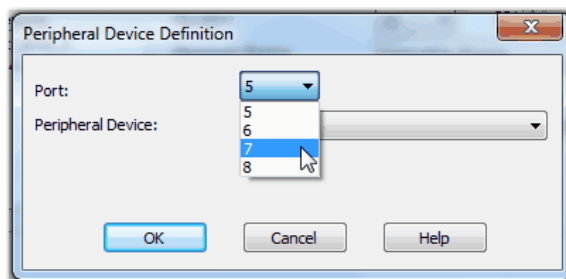 Peripheral Device Definition
Port:
5
5
6
7
8
Peripheral Device:
OK
Cancel
Help